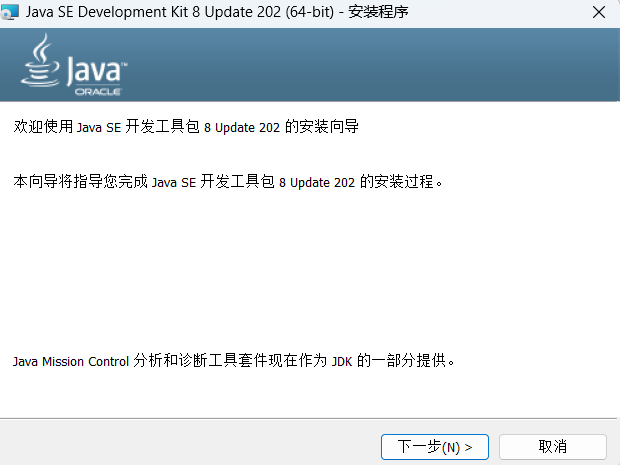 Java SE Development Kit 8 Update 202 (64-bit) - 安装程序
Java™
ORACLE
欢迎使用 Java SE 开发工具包 8 Update 202 的安装向导
本向导将指导您完成 Java SE 开发工具包 8 Update 202 的安装过程。
Java Mission Control 分析和诊断工具套件现在作为 JDK 的一部分提供。
下一步(N) > 取消